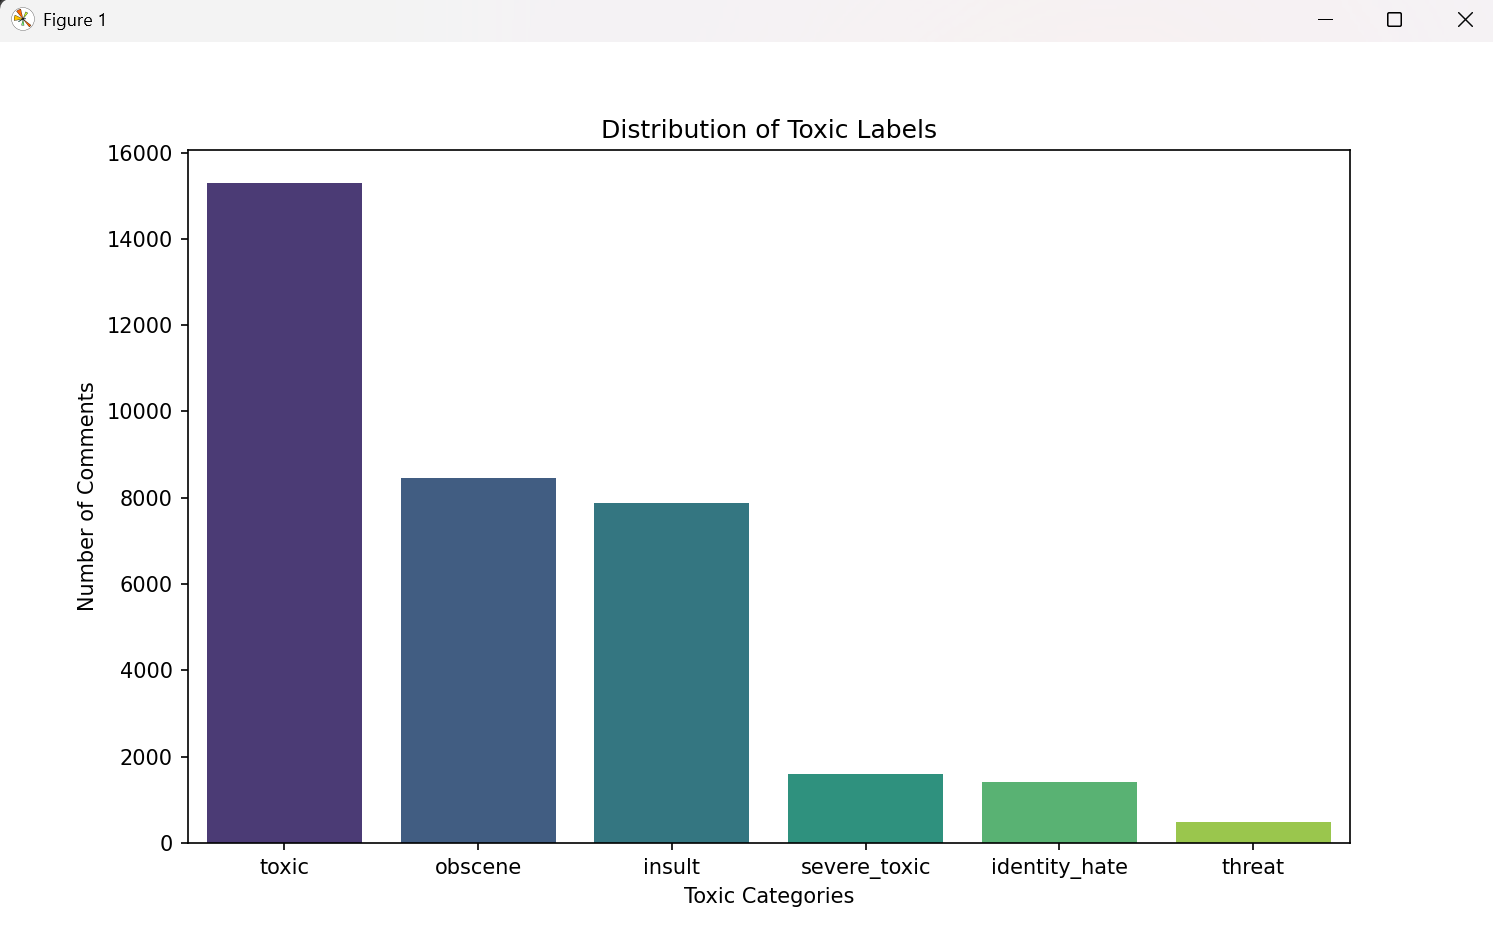 Figure 1
Distribution of Toxic Labels
16000
14000
12000
10000
8000
6000
4000
2000
0
Number of Comments
toxic obscene insult severe_toxic identity_hate threat
Toxic Categories